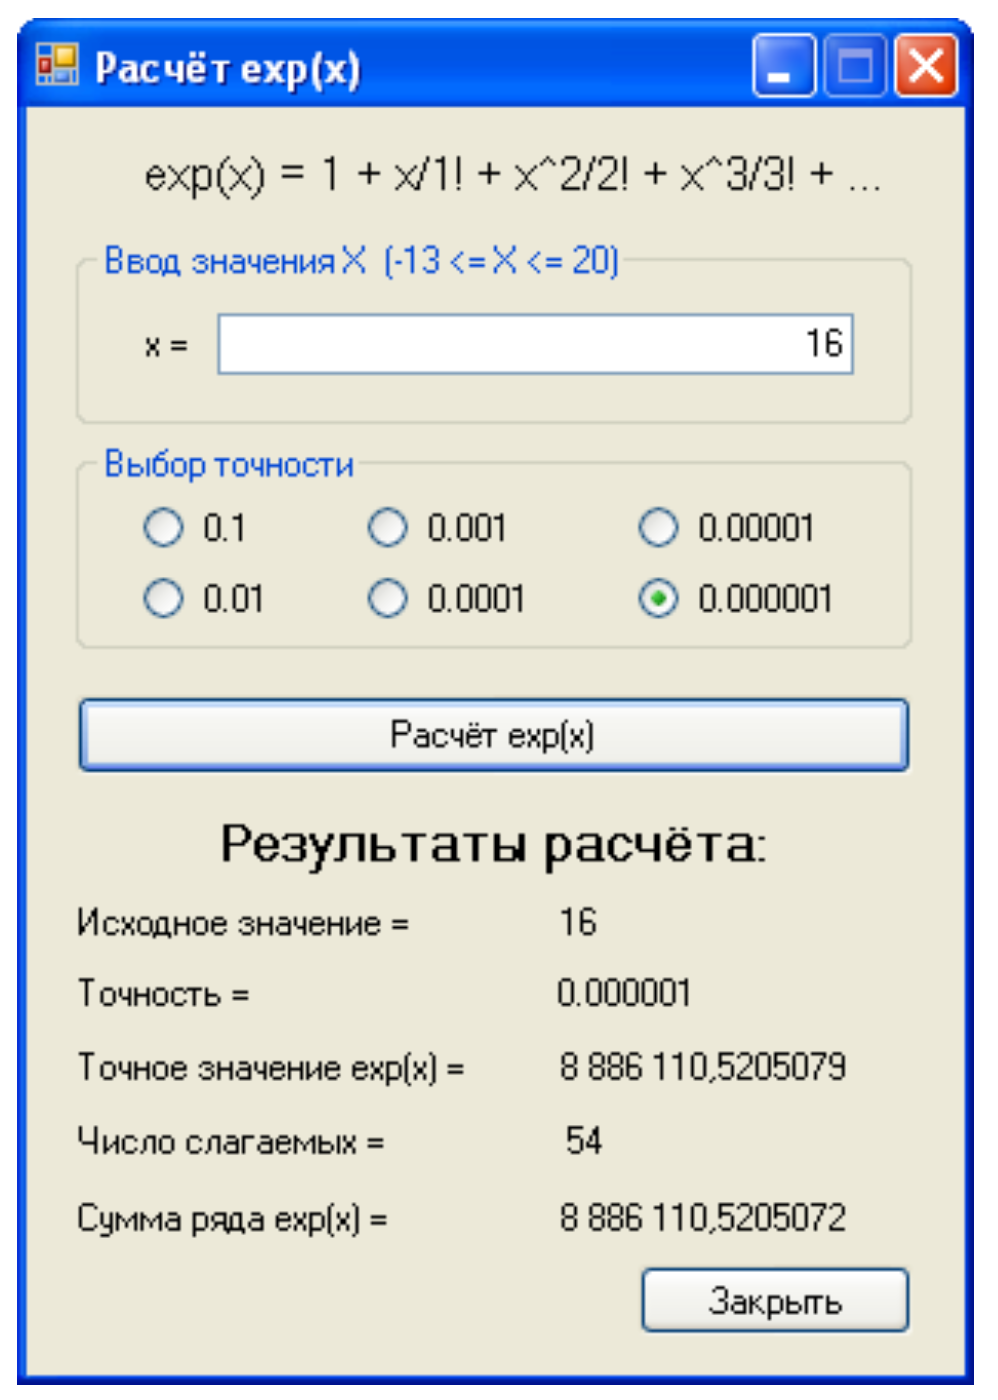 Расчёт exp(x)
exp(x) = 1 + x/1! + x^2/2! + x^3/3! + ...
Ввод значения X (-13 <= X <= 20)
x = 16
Выбор точности
0.1 0.001 0.00001
0.01 0.0001 0.000001
Расчёт exp(x)
Результаты расчёта:
Исходное значение = 16
Точность = 0.000001
Точное значение exp(x) = 8 886 110,5205079
Число слагаемых = 54
Сумма ряда exp(x) = 8 886 110,5205072
Закрыть